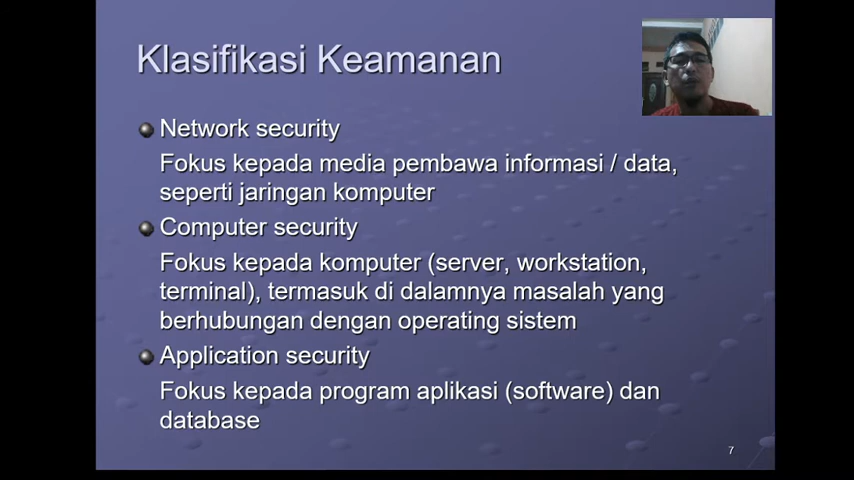 Klasifikasi Keamanan
Network security
Fokus kepada media pembawa informasi / data,
seperti jaringan komputer
Computer security
Fokus kepada komputer (server, workstation,
terminal), termasuk di dalamnya masalah yang
berhubungan dengan operating sistem
Application security
Fokus kepada program aplikasi (software) dan
database
7